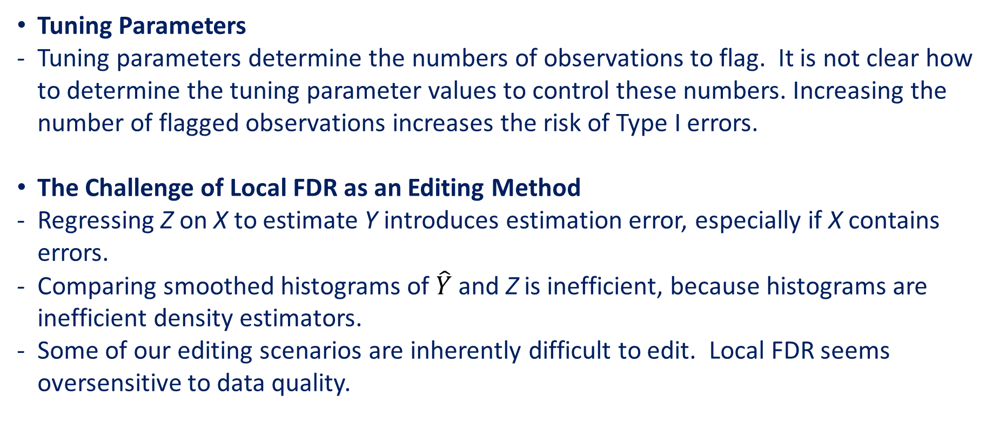 • Tuning Parameters
- Tuning parameters determine the numbers of observations to flag.  It is not clear how
to determine the tuning parameter values to control these numbers. Increasing the
number of flagged observations increases the risk of Type I errors.
• The Challenge of Local FDR as an Editing Method
- Regressing Z on X to estimate Y introduces estimation error, especially if X contains
errors.
- Comparing smoothed histograms of Ŷ and Z is inefficient, because histograms are
inefficient density estimators.
- Some of our editing scenarios are inherently difficult to edit.  Local FDR seems
oversensitive to data quality.